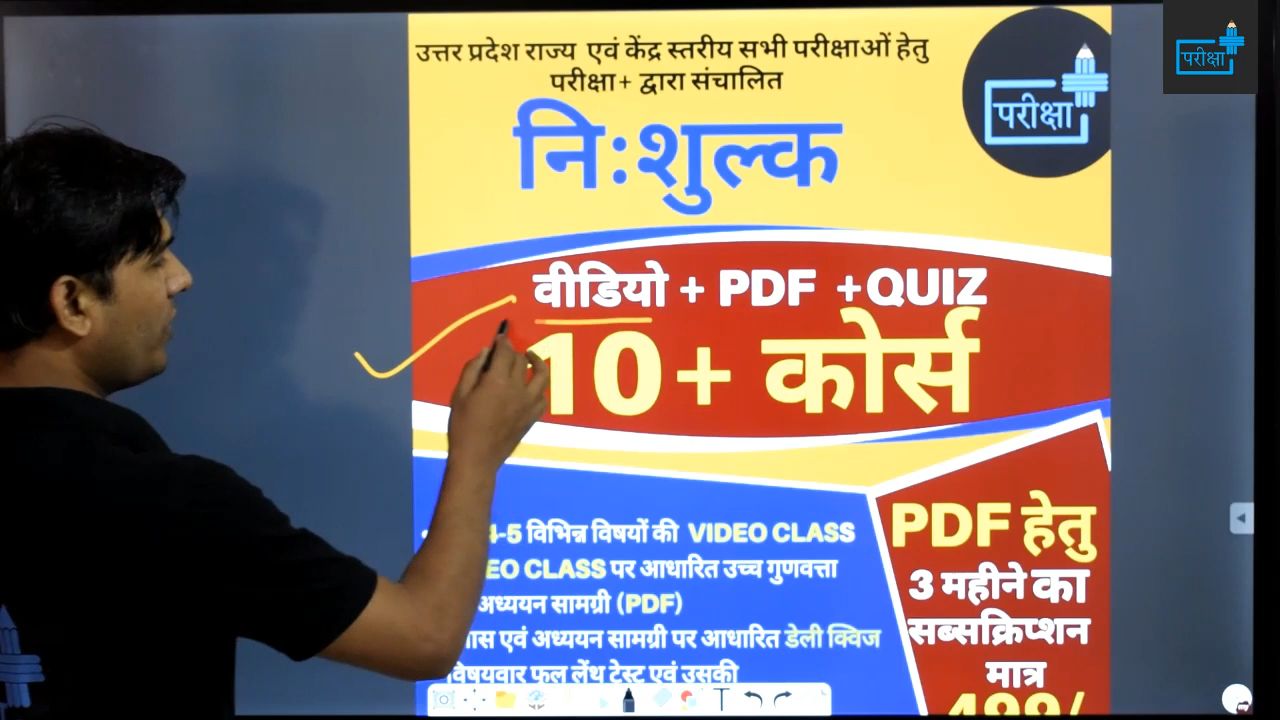 उत्तर प्रदेश राज्य एवं केंद्र स्तरीय सभी परीक्षाओं हेतु
परीक्षा+ द्वारा संचालित
परीक्षा
परीक्षा
निःशुल्क
वीडियो + PDF +QUIZ
10+ कोर्स
4-5 विभिन्न विषयों की VIDEO CLASS
EO CLASS पर आधारित उच्च गुणवत्ता
अध्ययन सामग्री (PDF)
एवं अध्ययन सामग्री पर आधारित डेली क्विज
विषयवार फुल लेंथ टेस्ट एवं उसकी
PDF हेतु
3 महीने का
सब्सक्रिप्शन
मात्र